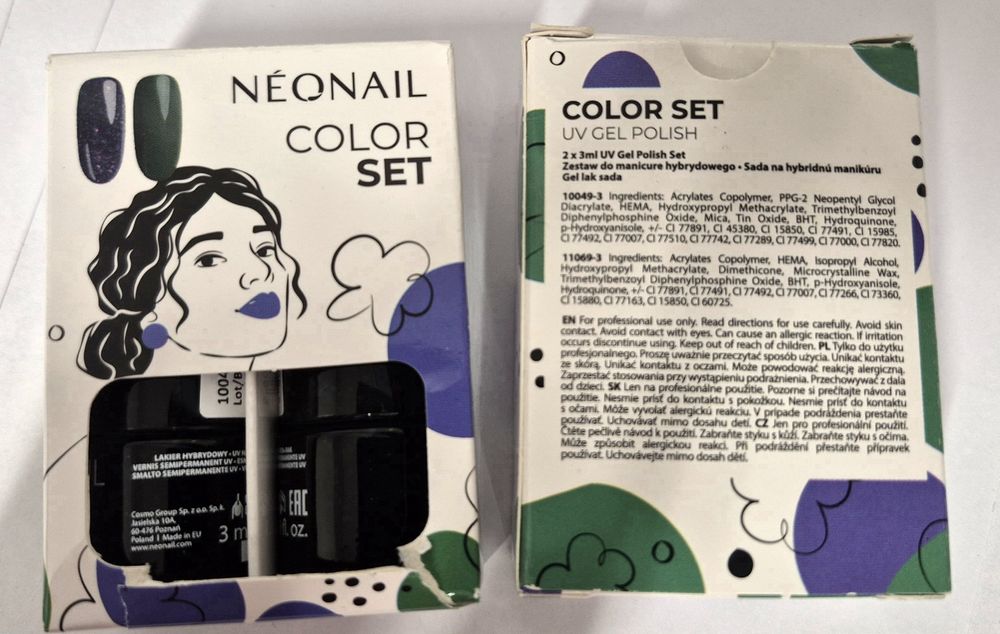 NÉONAIL
COLOR
SET
1004
Lot/B
LAKIER HYBRYDOWY • UV N
VERNIS SEMIPERMANENT UV • ES
SMALTO SEMIPERMANENTE UV •
Cosmo Group Sp. z o.o. Sp. k.
Jasielska 10A,
60-476 Poznań
Poland | Made in EU
www.neonail.com
3 m
EAC
fl. oz.
COLOR SET
UV GEL POLISH
2 x 3ml UV Gel Polish Set
Zestaw do manicure hybrydowego • Sada na hybridnú manikúru
Gel lak sada
10049-3 Ingredients: Acrylates Copolymer, PPG-2 Neopentyl Glycol
Diacrylate, HEMA, Hydroxypropyl Methacrylate, Trimethylbenzoyl
Diphenylphosphine Oxide, Mica, Tin Oxide, BHT, Hydroquinone,
p-Hydroxyanisole, +/- CI 77891, CI 45380, CI 15850, CI 77491, CI 15985,
CI 77492, CI 77007, CI 77510, CI 77742, CI 77289, CI 77499, CI 77000, CI 77820.
11069-3 Ingredients: Acrylates Copolymer, HEMA, Isopropyl Alcohol,
Hydroxypropyl Methacrylate, Dimethicone, Microcrystalline Wax,
Trimethylbenzoyl Diphenylphosphine Oxide, BHT, p-Hydroxyanisole,
Hydroquinone, +/- CI 77891, CI 77491, CI 77492, CI 77007, CI 77266, CI 73360,
CI 15880, CI 77163, CI 15850, CI 60725.
EN For professional use only. Read directions for use carefully. Avoid skin
contact. Avoid contact with eyes. Can cause an allergic reaction. If irritation
occurs discontinue using. Keep out of reach of children. PL Tylko do użytku
profesjonalnego. Proszę uważnie przeczytać sposób użycia. Unikać kontaktu
ze skórą. Unikać kontaktu z oczami. Może powodować reakcję alergiczną.
Zaprzestać stosowania przy wystąpieniu podrażnienia. Przechowywać z dala
od dzieci. SK Len na profesionálne použitie. Pozorne si prečítajte návod na
použitie. Nesmie prísť do kontaktu s pokožkou. Nesmie prísť do kontaktu
s očami. Môže vyvolať alergickú reakciu. V prípade podráždenia prestaňte
používať. Uchovávať mimo dosahu detí. CZ Jen pro profesionální použití.
Čtěte pečlivě návod k použití. Zabraňte styku s kůží. Zabraňte styku s očima.
Může způsobit alergickou reakci. Při podráždění přestaňte přípravek
používat. Uchovávejte mimo dosah dětí.